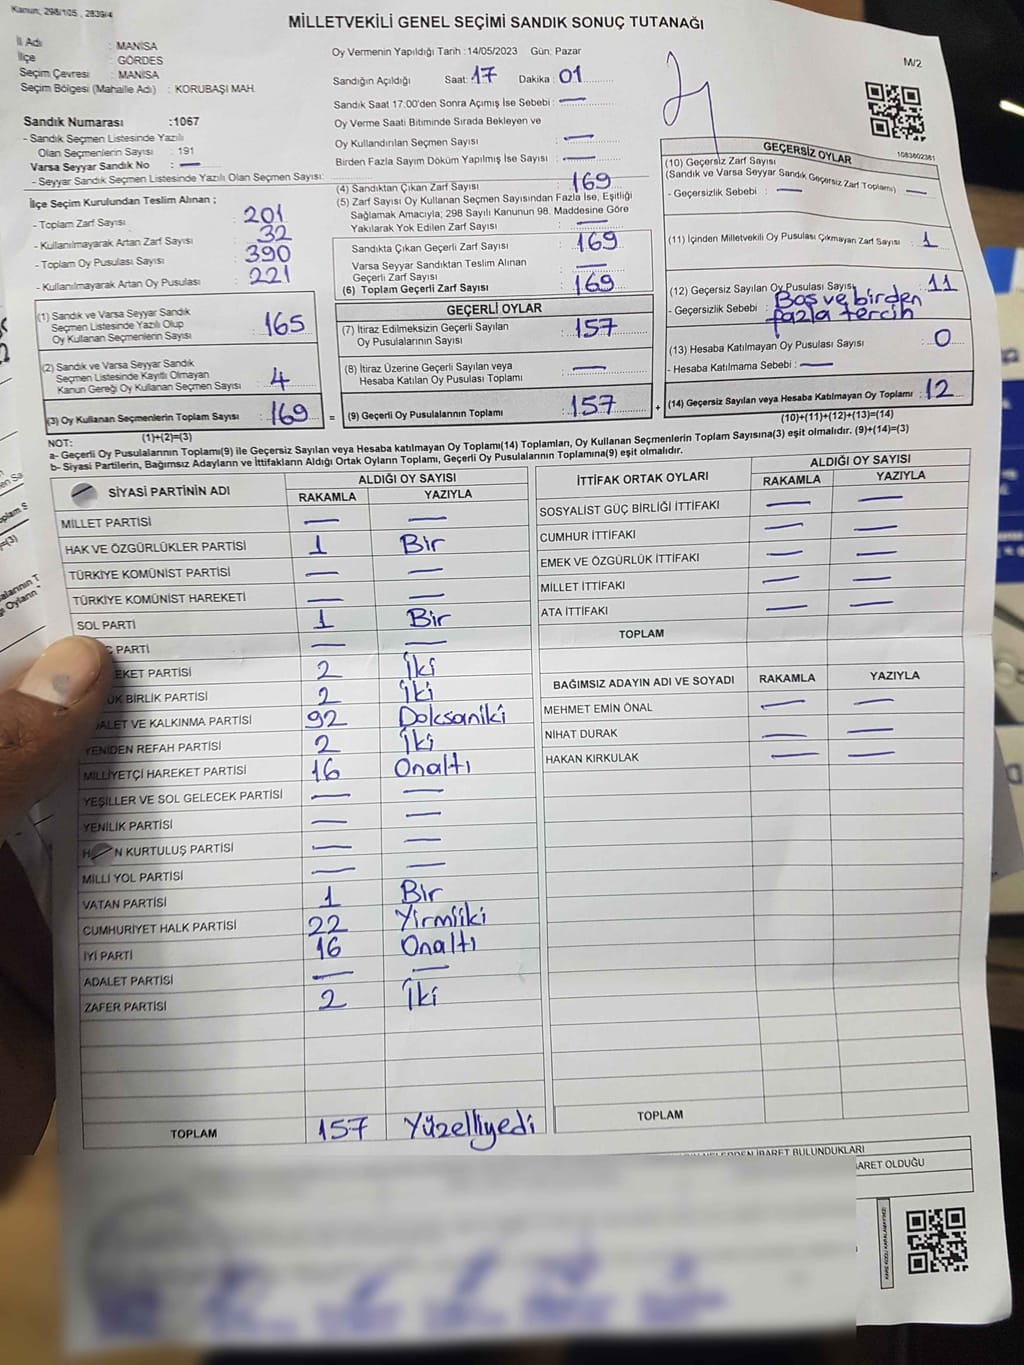 Kanun; 298/105 , 2839/4
MİLLETVEKİLİ GENEL SEÇİMİ SANDIK SONUÇ TUTANAĞI
M/2
İl Adı : MANİSA
İlçe : GÖRDES
Seçim Çevresi : MANİSA
Seçim Bölgesi (Mahalle Adı) : KORUBAŞI MAH.
Sandık Numarası :1067
- Sandık Seçmen Listesinde Yazılı
Olan Seçmenlerin Sayısı : 191
Varsa Seyyar Sandık No : —
- Seyyar Sandık Seçmen Listesinde Yazılı Olan Seçmen Sayısı:
İlçe Seçim Kurulundan Teslim Alınan ;
- Toplam Zarf Sayısı : 201
- Kullanılmayarak Artan Zarf Sayısı : 32
- Toplam Oy Pusulası Sayısı : 390
- Kullanılmayarak Artan Oy Pusulası : 221
(1) Sandık ve Varsa Seyyar Sandık
Seçmen Listesinde Yazılı Olup
Oy Kullanan Seçmenlerin Sayısı : 165
(2) Sandık ve Varsa Seyyar Sandık
Seçmen Listesinde Kayıtlı Olmayan
Kanun Gereği Oy Kullanan Seçmen Sayısı : 4
(3) Oy Kullanan Seçmenlerin Toplam Sayısı : 169
(1)+(2)=(3)
Oy Vermenin Yapıldığı Tarih :14/05/2023 Gün: Pazar
Sandığın Açıldığı Saat: 17 Dakika : 01
Sandık Saat 17:00'den Sonra Açımış İse Sebebi : —
Oy Verme Saati Bitiminde Sırada Bekleyen ve
Oy Kullandırılan Seçmen Sayısı : —
Birden Fazla Sayım Döküm Yapılmış İse Sayısı : —
(4) Sandıktan Çıkan Zarf Sayısı : 169
(5) Zarf Sayısı Oy Kullanan Seçmen Sayısından Fazla İse, Eşitliği
Sağlamak Amacıyla; 298 Sayılı Kanunun 98. Maddesine Göre
Yakılarak Yok Edilen Zarf Sayısı : —
Sandıkta Çıkan Geçerli Zarf Sayısı : 169
Varsa Seyyar Sandıktan Teslim Alınan
Geçerli Zarf Sayısı : —
(6) Toplam Geçerli Zarf Sayısı : 169
GEÇERLİ OYLAR
(7) İtiraz Edilmeksizin Geçerli Sayılan
Oy Pusulalarının Sayısı : 157
(8) İtiraz Üzerine Geçerli Sayılan veya
Hesaba Katılan Oy Pusulası Toplamı : —
= (9) Geçerli Oy Pusulalarının Toplamı : 157 +
1083602381
GEÇERSİZ OYLAR
(10) Geçersiz Zarf Sayısı
(Sandık ve Varsa Seyyar Sandık Geçersiz Zarf Toplamı) : —
- Geçersizlik Sebebi : —
(11) İçinden Milletvekili Oy Pusulası Çıkmayan Zarf Sayısı : 1
(12) Geçersiz Sayılan Oy Pusulası Sayısı : 11
- Geçersizlik Sebebi : Boş ve birden
fazla tercih
(13) Hesaba Katılmayan Oy Pusulası Sayısı : 0
- Hesaba Katılmama Sebebi : —
(14) Geçersiz Sayılan veya Hesaba Katılmayan Oy Toplamı : 12
(10)+(11)+(12)+(13)=(14)
NOT:
a- Geçerli Oy Pusulalarının Toplamı(9) ile Geçersiz Sayılan veya Hesaba katılmayan Oy Toplamı(14) Toplamları, Oy Kullanan Seçmenlerin Toplam Sayısına(3) eşit olmalıdır. (9)+(14)=(3)
b- Siyasi Partilerin, Bağımsız Adayların ve İttifakların Aldığı Ortak Oyların Toplamı, Geçerli Oy Pusulalarının Toplamına(9) eşit olmalıdır.
SİYASİ PARTİNİN ADI ALDIĞI OY SAYISI
RAKAMLA YAZIYLA
MİLLET PARTİSİ — —
HAK VE ÖZGÜRLÜKLER PARTİSİ 1 Bir
TÜRKİYE KOMÜNİST PARTİSİ — —
TÜRKİYE KOMÜNİST HAREKETİ — —
SOL PARTİ 1 Bir
Ç PARTİ — —
EKET PARTİSİ 2 İki
ÜK BİRLİK PARTİSİ 2 İki
ALET VE KALKINMA PARTİSİ 92 Doksaniki
YENİDEN REFAH PARTİSİ 2 İki
MİLLİYETÇİ HAREKET PARTİSİ 16 Onaltı
YEŞİLLER VE SOL GELECEK PARTİSİ — —
YENİLİK PARTİSİ — —
H N KURTULUŞ PARTİSİ — —
MİLLİ YOL PARTİSİ — —
VATAN PARTİSİ 1 Bir
CUMHURİYET HALK PARTİSİ 22 Yirmiiki
İYİ PARTİ 16 Onaltı
ADALET PARTİSİ — —
ZAFER PARTİSİ 2 İki
TOPLAM 157 Yüzelliyedi
İTTİFAK ORTAK OYLARI ALDIĞI OY SAYISI
RAKAMLA YAZIYLA
SOSYALİST GÜÇ BİRLİĞİ İTTİFAKI — —
CUMHUR İTTİFAKI — —
EMEK VE ÖZGÜRLÜK İTTİFAKI — —
MİLLET İTTİFAKI — —
ATA İTTİFAKI — —
TOPLAM
BAĞIMSIZ ADAYIN ADI VE SOYADI RAKAMLA YAZIYLA
MEHMET EMİN ÖNAL — —
NİHAT DURAK — —
HAKAN KIRKULAK — —
TOPLAM
İBARET BULUNDUKLARI
ARET OLDUĞU